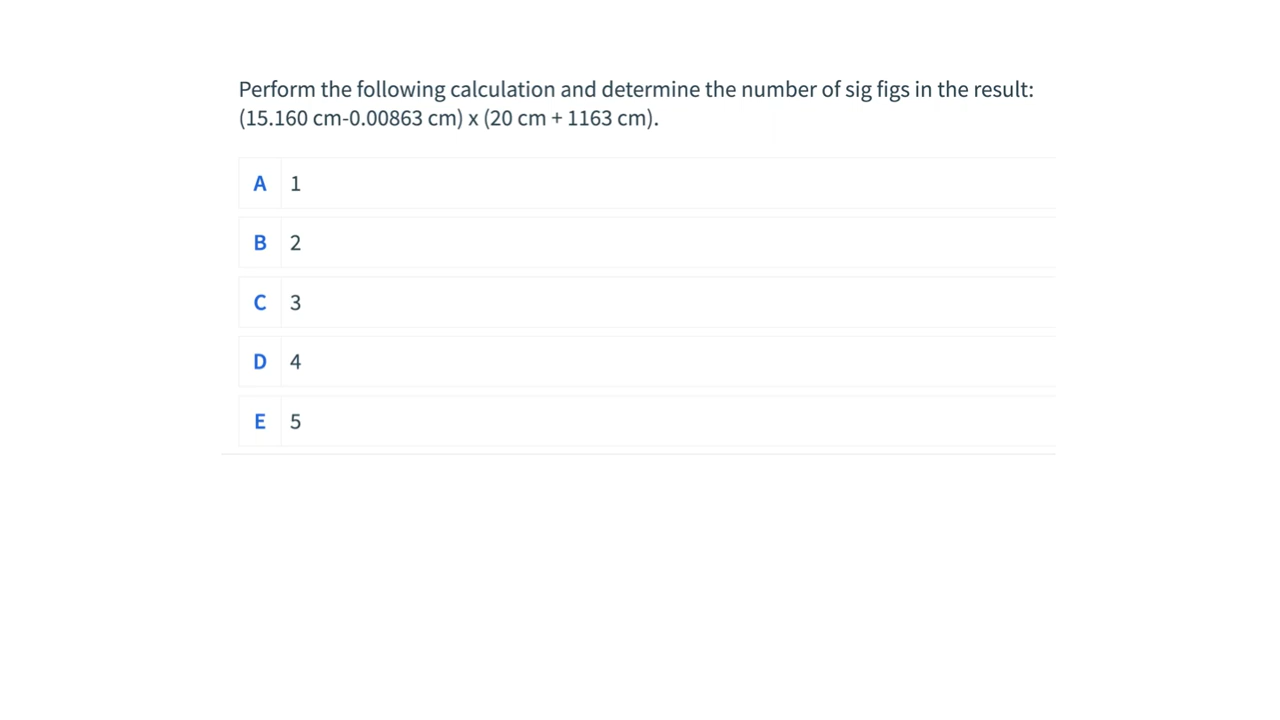 Perform the following calculation and determine the number of sig figs in the result:
(15.160 cm-0.00863 cm) x (20 cm + 1163 cm).
A 1
B 2
C 3
D 4
E 5